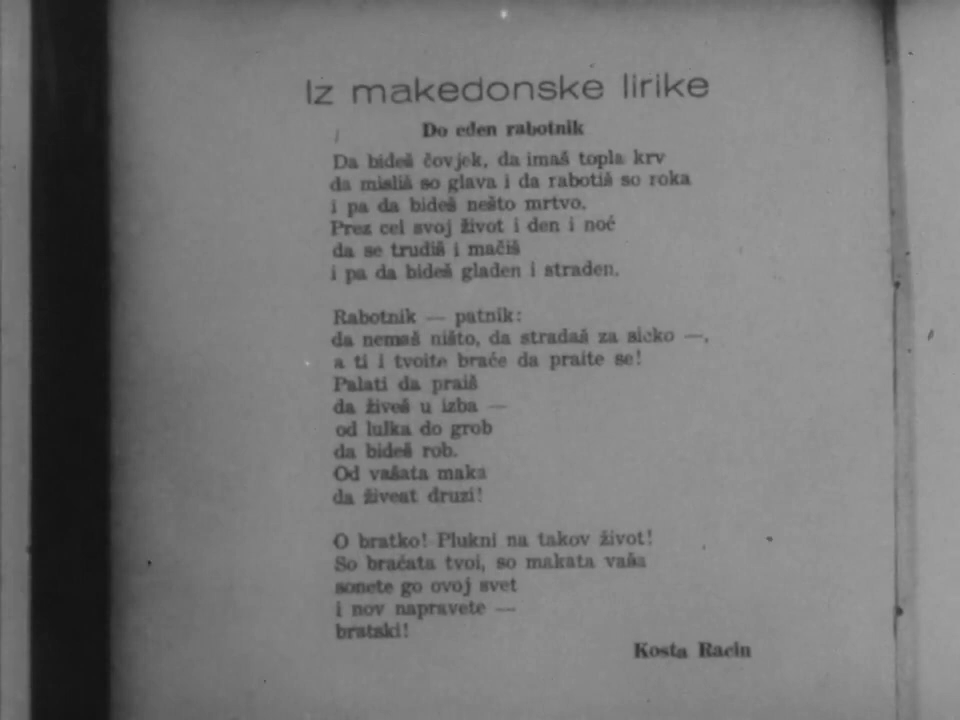 Iz makedonske lirike
Do eden rabotnik
Da bideš čovjek, da imaš topla krv
da misliš so glava i da rabotiš so roka
i pa da bideš nešto mrtvo.
Prez cel svoj život i den i noć
da se trudiš i mačiš
i pa da bideš gladen i straden.
Rabotnik — patnik:
da nemaš ništo, da stradaš za sicko —,
a ti i tvoite braće da praite se!
Palati da praiš
da živeš u izba —
od lulka do grob
da bideš rob.
Od vašata maka
da živeat druzi!
O bratko! Plukni na takov život!
So braćata tvoi, so makata vaša
sonete go ovoj svet
i nov napravete —
bratski!
Kosta Racin